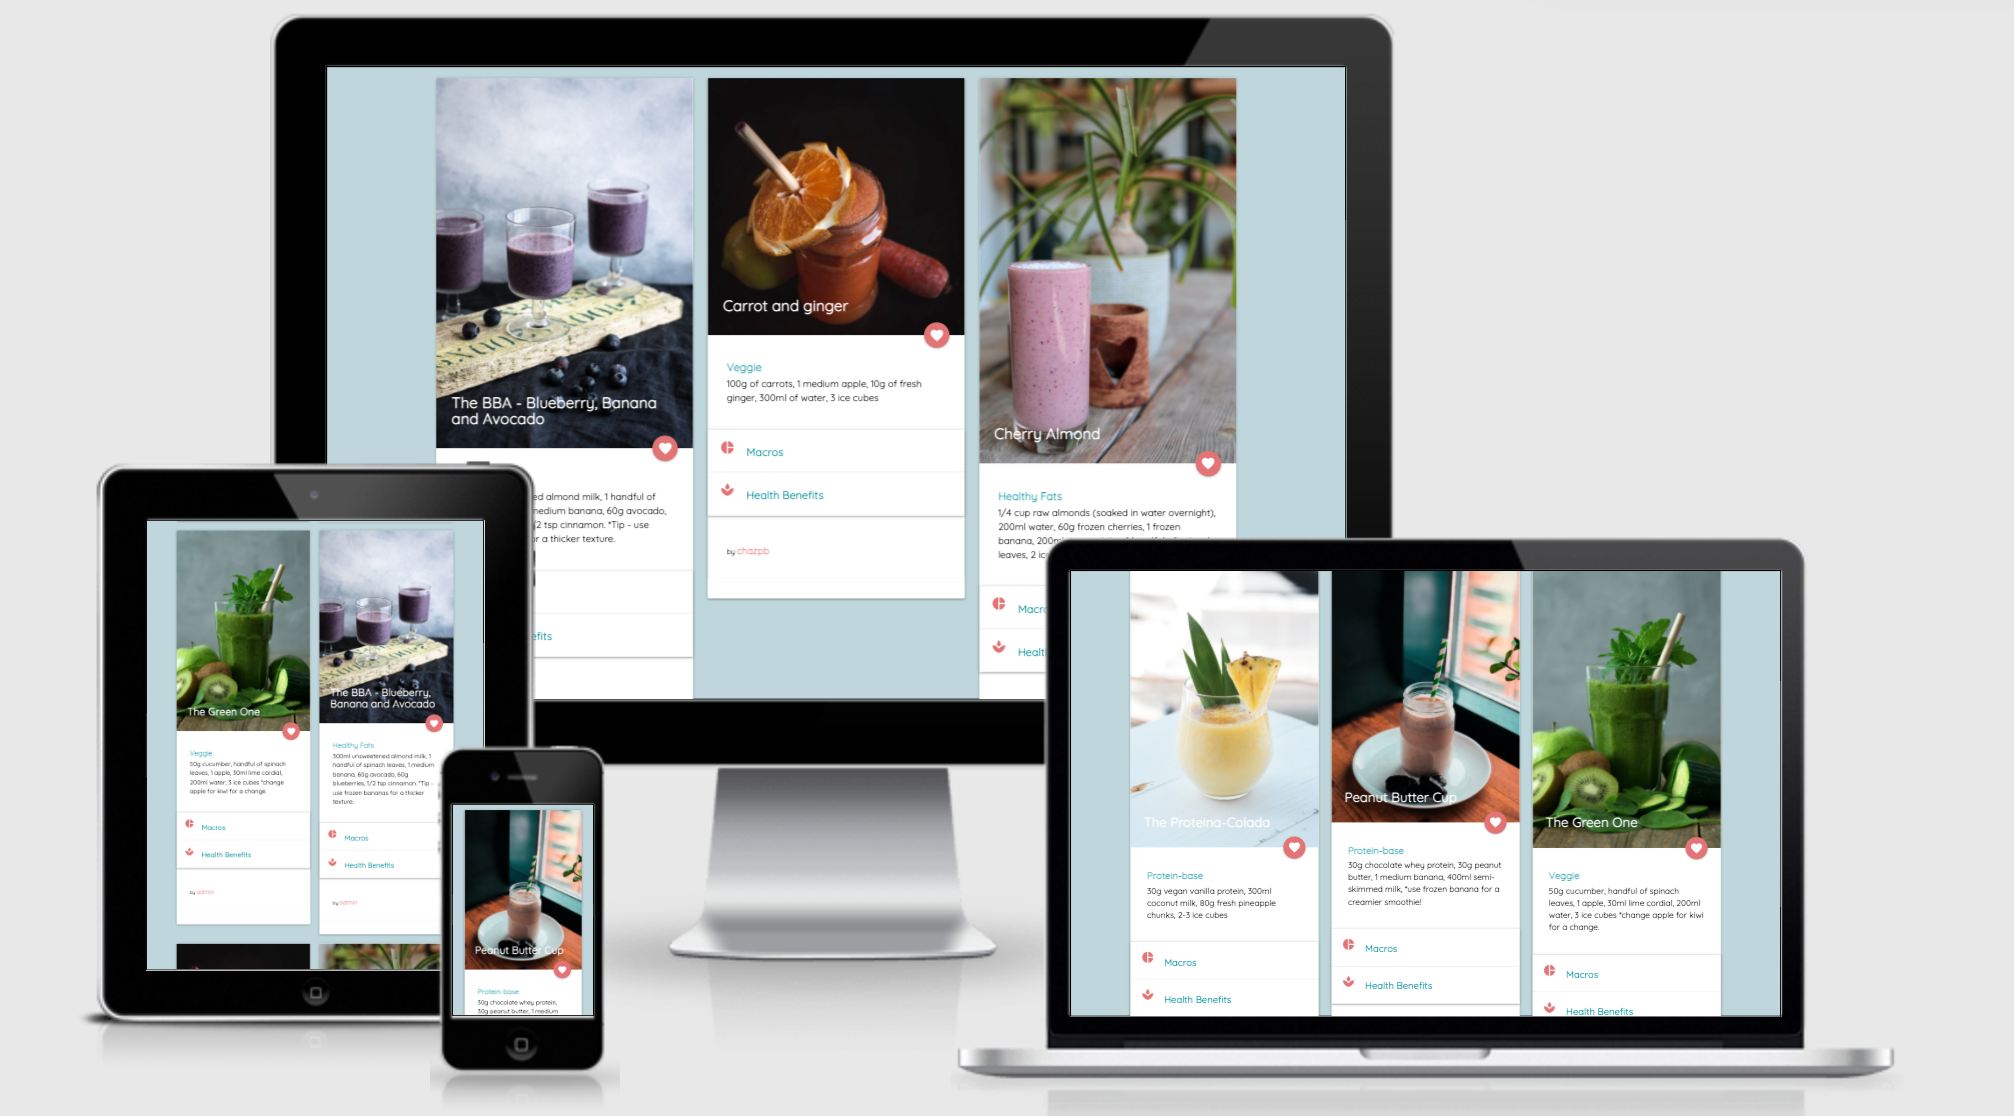 The BBA - Blueberry, Banana
and Avocado
ed almond milk, 1 handful of
medium banana, 60g avocado,
1/2 tsp cinnamon. *Tip - use
or a thicker texture.
efits
Carrot and ginger
Veggie
100g of carrots, 1 medium apple, 10g of fresh
ginger, 300ml of water, 3 ice cubes
Macros
Health Benefits
by chazpb
Cherry Almond
Healthy Fats
1/4 cup raw almonds (soaked in water overnight),
200ml water, 60g frozen cherries, 1 frozen
banana, 200m
leaves, 2 ic
Macr
Healt
The Green One
Veggie
50g cucumber, handful of spinach
leaves, 1 apple, 30ml lime cordial,
200ml water, 3 ice cubes *change
apple for kiwi for a change.
Macros
Health Benefits
by admin
The BBA - Blueberry,
Banana and Avocado
Healthy Fats
300ml unsweetened almond milk, 1
handful of spinach leaves, 1 medium
banana, 60g avocado, 60g
blueberries, 1/2 tsp cinnamon. *Tip -
use frozen bananas for a thicker
texture.
Macros
Health Benefits
by admin
Peanut Butter Cup
Protein-base
30g chocolate whey protein,
30g peanut butter, 1 medium
The Proteina-Colada
Protein-base
30g vegan vanilla protein, 300ml
coconut milk, 80g fresh pineapple
chunks, 2-3 ice cubes
Macros
Health Benefits
Peanut Butter Cup
Protein-base
30g chocolate whey protein, 30g peanut
butter, 1 medium banana, 400ml semi-
skimmed milk, *use frozen banana for a
creamier smoothie!
Macros
Health Benefits
The Green One
Veggie
50g cucumber, handful of spinach
leaves, 1 apple, 30ml lime cordial, 200ml
water, 3 ice cubes *change apple for kiwi
for a change.
Macros
Health Benefits